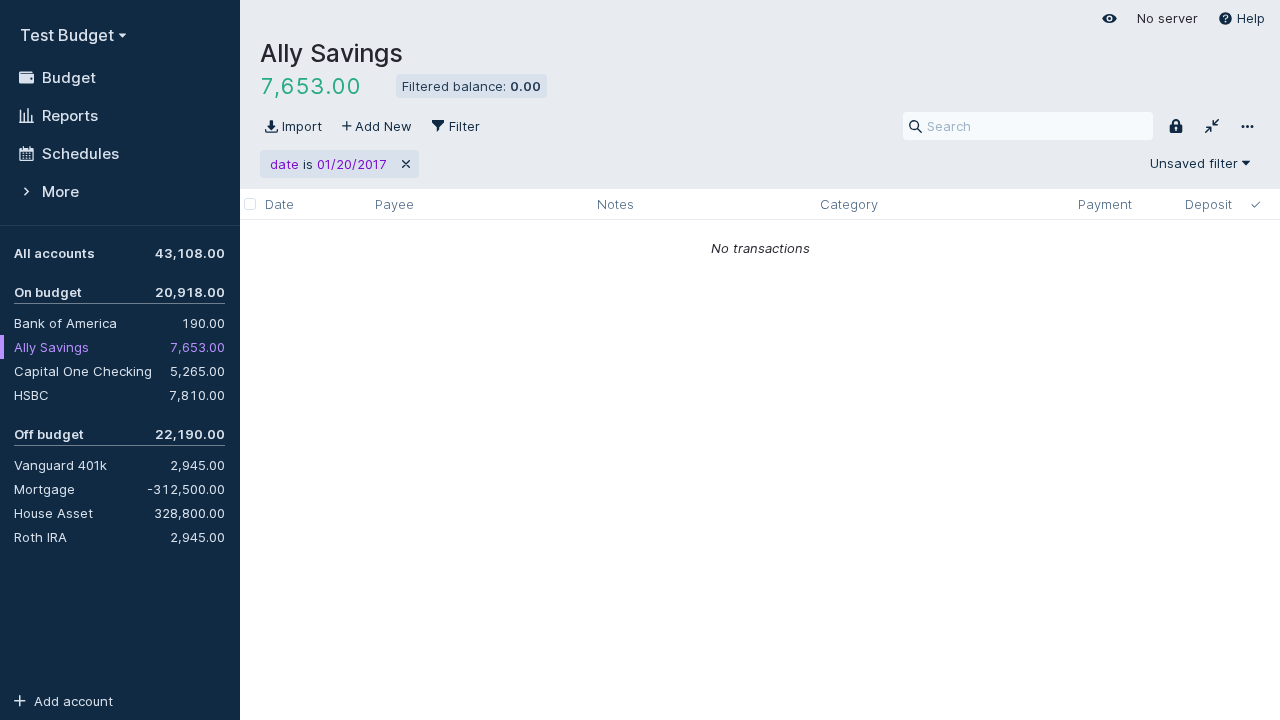 Test Budget
Budget
Reports
Schedules
More
All accounts 43,108.00
On budget 20,918.00
Bank of America 190.00
Ally Savings 7,653.00
Capital One Checking 5,265.00
HSBC 7,810.00
Off budget 22,190.00
Vanguard 401k 2,945.00
Mortgage -312,500.00
House Asset 328,800.00
Roth IRA 2,945.00
Add account
No server Help
Ally Savings
7,653.00 Filtered balance: 0.00
Import Add New Filter Search
date is 01/20/2017 Unsaved filter
Date Payee Notes Category Payment Deposit
No transactions